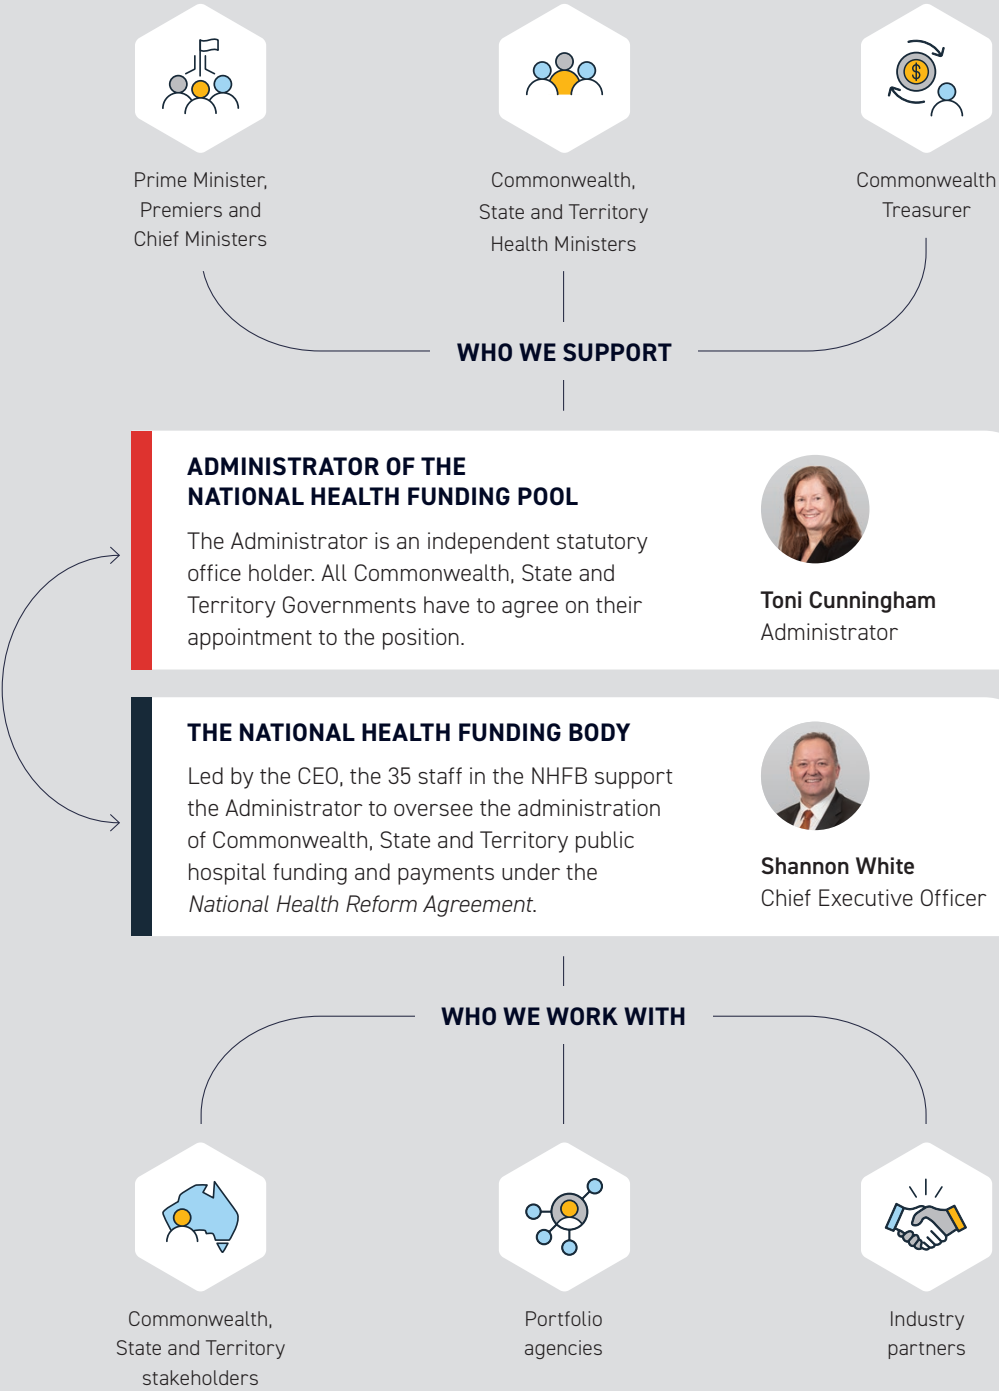 Prime Minister,
Premiers and
Chief Ministers
Commonwealth,
State and Territory
Health Ministers
$
Commonwealth
Treasurer
WHO WE SUPPORT
ADMINISTRATOR OF THE
NATIONAL HEALTH FUNDING POOL
The Administrator is an independent statutory
office holder. All Commonwealth, State and
Territory Governments have to agree on their
appointment to the position.
Toni Cunningham
Administrator
THE NATIONAL HEALTH FUNDING BODY
Led by the CEO, the 35 staff in the NHFB support
the Administrator to oversee the administration
of Commonwealth, State and Territory public
hospital funding and payments under the
National Health Reform Agreement.
Shannon White
Chief Executive Officer
WHO WE WORK WITH
Commonwealth,
State and Territory
stakeholders
Portfolio
agencies
Industry
partners